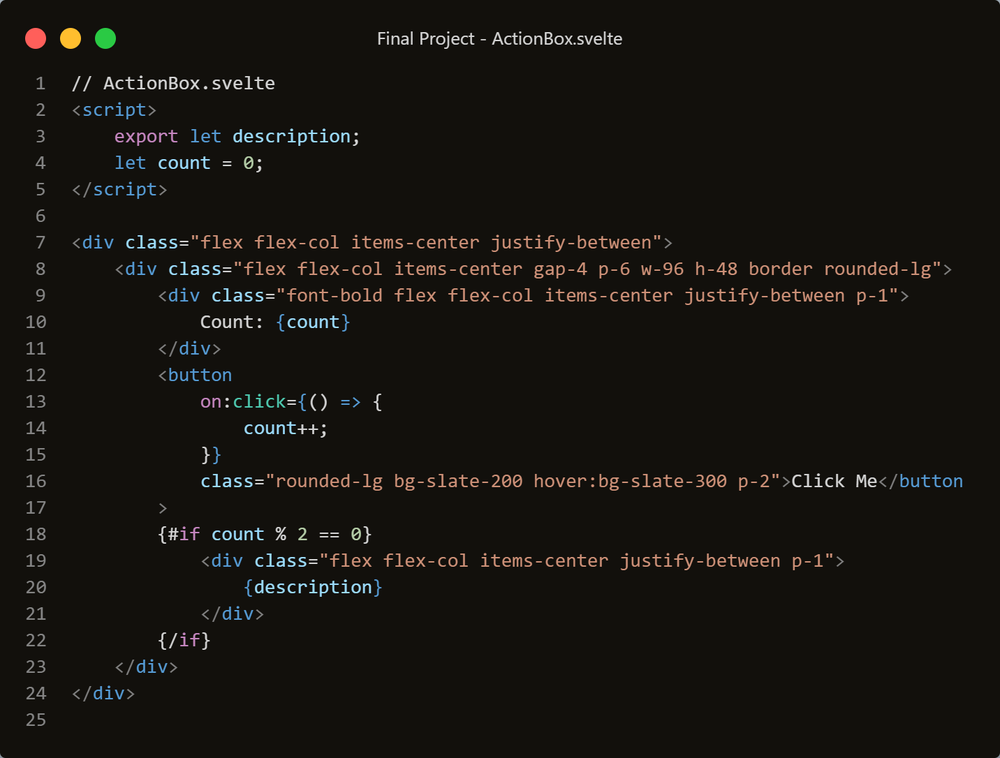 Final Project - ActionBox.svelte
1 // ActionBox.svelte
2 <script>
3     export let description;
4     let count = 0;
5 </script>
6
7 <div class="flex flex-col items-center justify-between">
8     <div class="flex flex-col items-center gap-4 p-6 w-96 h-48 border rounded-lg">
9         <div class="font-bold flex flex-col items-center justify-between p-1">
10             Count: {count}
11         </div>
12         <button
13             on:click={() => {
14                 count++;
15             }}
16             class="rounded-lg bg-slate-200 hover:bg-slate-300 p-2">Click Me</button
17         >
18         {#if count % 2 == 0}
19             <div class="flex flex-col items-center justify-between p-1">
20                 {description}
21             </div>
22         {/if}
23     </div>
24 </div>
25